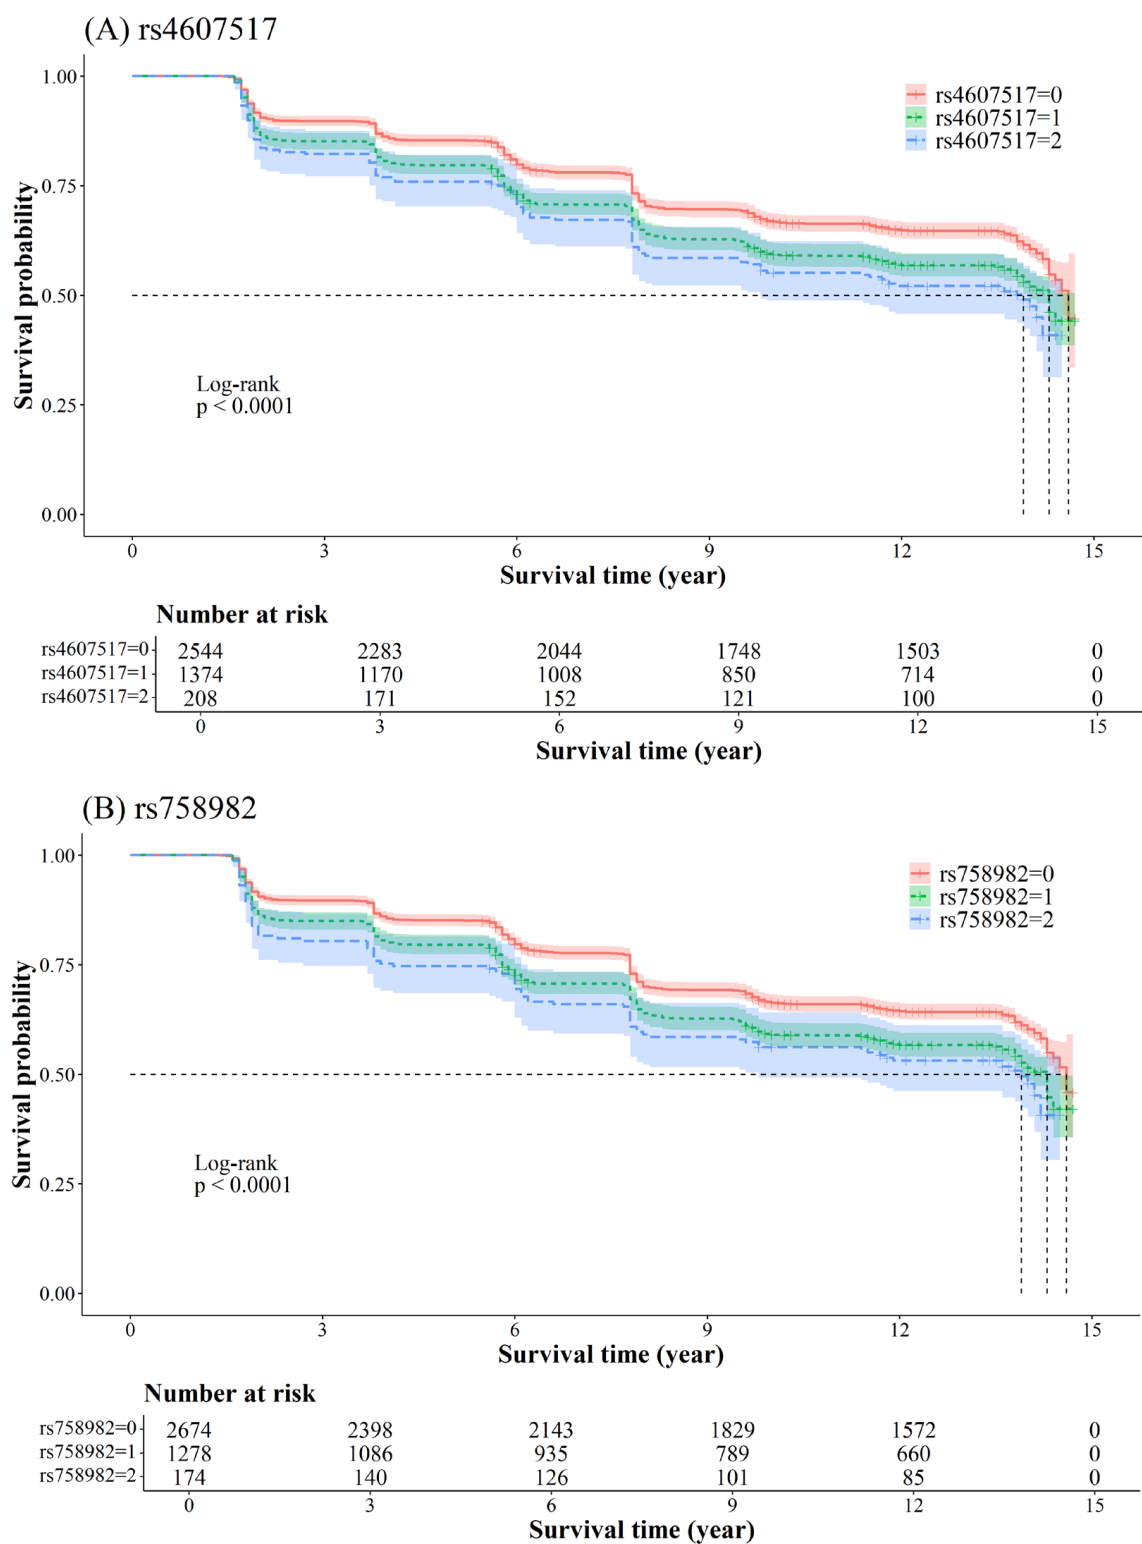 (A) rs4607517
1.00
0.75
0.50
0.25
0.00
Survival probability
rs4607517=0
rs4607517=1
rs4607517=2
Log-rank
p < 0.0001
0 3 6 9 12 15
Survival time (year)
Number at risk
rs4607517=0 2544 2283 2044 1748 1503 0
rs4607517=1 1374 1170 1008 850 714 0
rs4607517=2 208 171 152 121 100 0
0 3 6 9 12 15
Survival time (year)
(B) rs758982
1.00
0.75
0.50
0.25
0.00
Survival probability
rs758982=0
rs758982=1
rs758982=2
Log-rank
p < 0.0001
0 3 6 9 12 15
Survival time (year)
Number at risk
rs758982=0 2674 2398 2143 1829 1572 0
rs758982=1 1278 1086 935 789 660 0
rs758982=2 174 140 126 101 85 0
0 3 6 9 12 15
Survival time (year)